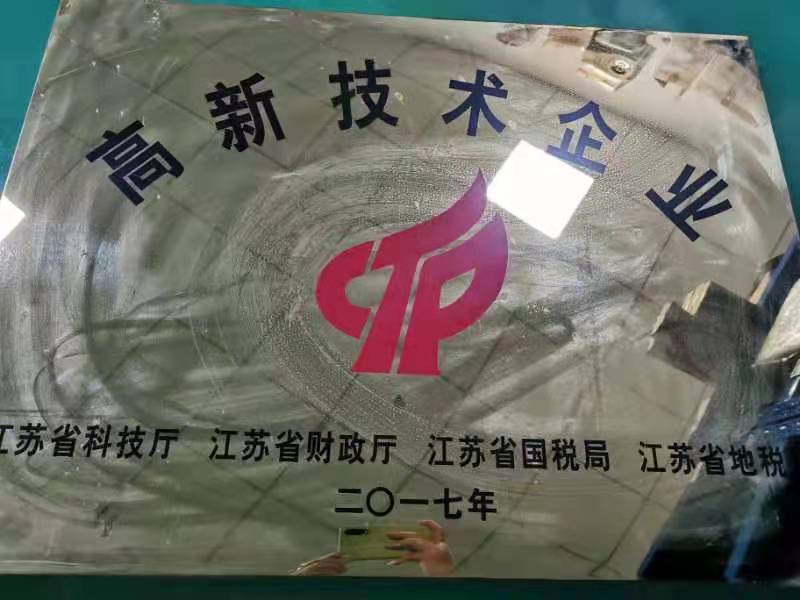 高新技术企业
江苏省科技厅 江苏省财政厅 江苏省国税局 江苏省地税
二〇一七年